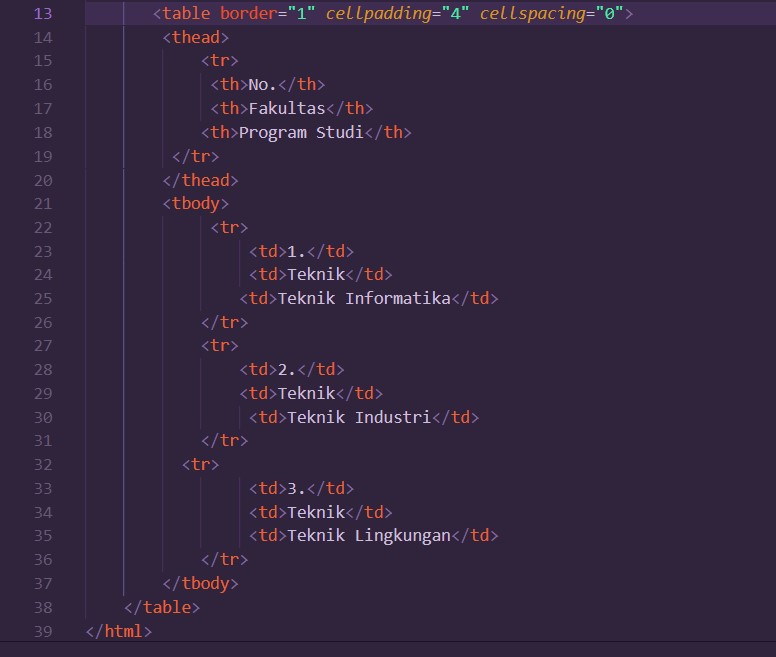 13 <table border="1" cellpadding="4" cellspacing="0">
14 <thead>
15 <tr>
16 <th>No.</th>
17 <th>Fakultas</th>
18 <th>Program Studi</th>
19 </tr>
20 </thead>
21 <tbody>
22 <tr>
23 <td>1.</td>
24 <td>Teknik</td>
25 <td>Teknik Informatika</td>
26 </tr>
27 <tr>
28 <td>2.</td>
29 <td>Teknik</td>
30 <td>Teknik Industri</td>
31 </tr>
32 <tr>
33 <td>3.</td>
34 <td>Teknik</td>
35 <td>Teknik Lingkungan</td>
36 </tr>
37 </tbody>
38 </table>
39 </html>